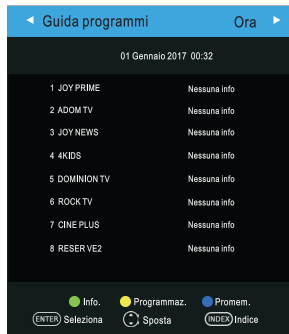 Guida programmi Ora
01 Gennaio 2017 00:32
1 JOY PRIME Nessuna info
2 ADOM TV Nessuna info
3 JOY NEWS Nessuna info
4 4KIDS Nessuna info
5 DOMINION TV Nessuna info
6 ROCK TV Nessuna info
7 CINE PLUS Nessuna info
8 RESER VE2 Nessuna info
Info. Programmaz. Promem.
ENTER Seleziona Sposta INDEX Indice